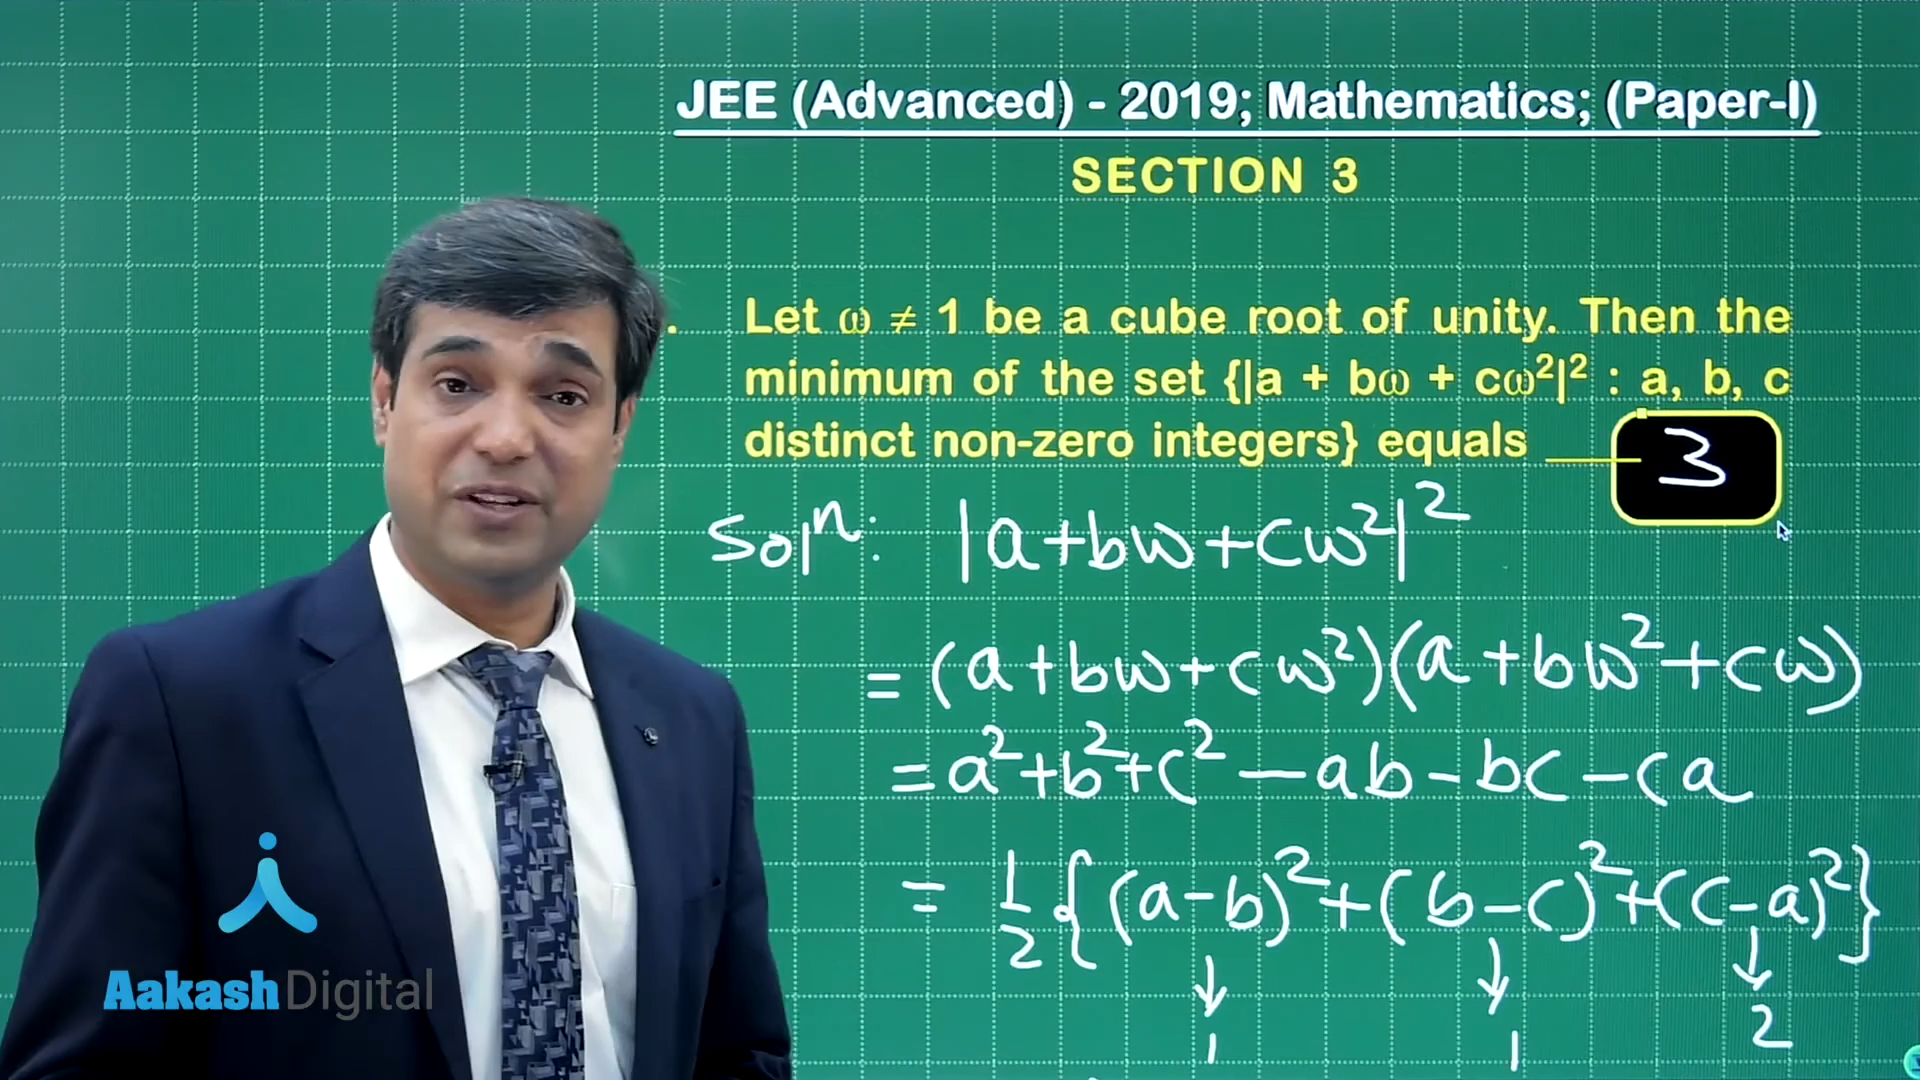 JEE (Advanced) - 2019; Mathematics; (Paper-I)
SECTION 3
. Let ω ≠ 1 be a cube root of unity. Then the
minimum of the set {|a + bω + cω²|² : a, b, c
distinct non-zero integers} equals ____ 3
Solⁿ: |a+bω+cω²|²
= (a+bω+cω²)(a+bω²+cω)
= a²+b²+c²-ab-bc-ca
= 1/2{(a-b)²+(b-c)²+(c-a)²}
↓ ↓ ↓
1 1 2
Aakash Digital